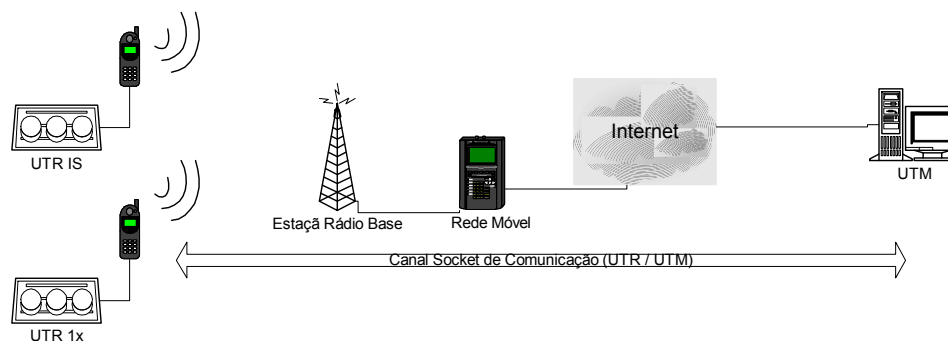 UTR IS
Internet
UTM
Estaçã Rádio Base
Rede Móvel
Canal Socket de Comunicação (UTR / UTM)
UTR 1x